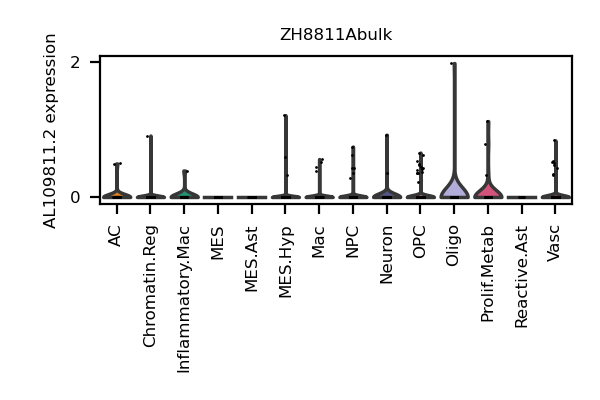 ZH8811Abulk
AL109811.2 expression
2
0
AC
Chromatin.Reg
Inflammatory.Mac
MES
MES.Ast
MES.Hyp
Mac
NPC
Neuron
OPC
Oligo
Prolif.Metab
Reactive.Ast
Vasc